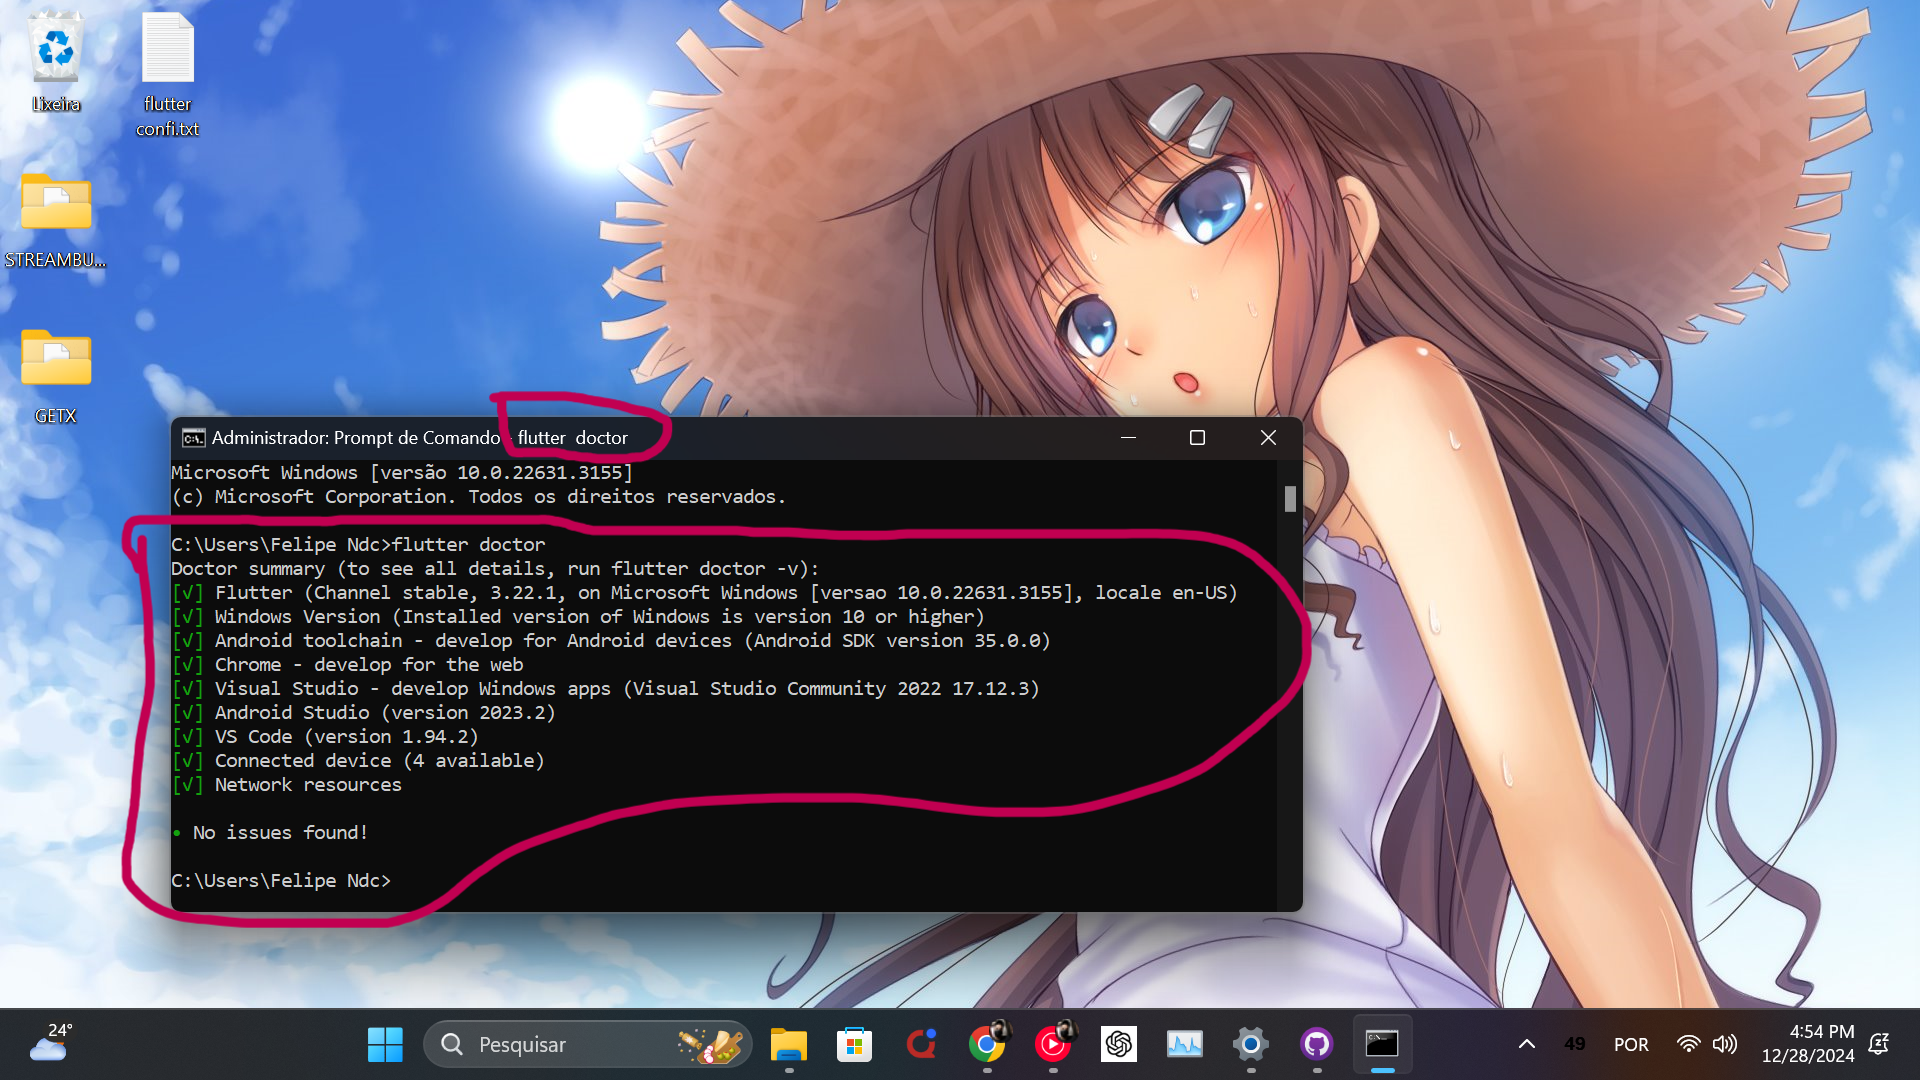 Lixeira
flutter
confi.txt
STREAMBU...
GETX
Administrador: Prompt de Comando - flutter doctor
Microsoft Windows [versão 10.0.22631.3155]
(c) Microsoft Corporation. Todos os direitos reservados.
C:\Users\Felipe Ndc>flutter doctor
Doctor summary (to see all details, run flutter doctor -v):
[√] Flutter (Channel stable, 3.22.1, on Microsoft Windows [versao 10.0.22631.3155], locale en-US)
[√] Windows Version (Installed version of Windows is version 10 or higher)
[√] Android toolchain - develop for Android devices (Android SDK version 35.0.0)
[√] Chrome - develop for the web
[√] Visual Studio - develop Windows apps (Visual Studio Community 2022 17.12.3)
[√] Android Studio (version 2023.2)
[√] VS Code (version 1.94.2)
[√] Connected device (4 available)
[√] Network resources
• No issues found!
C:\Users\Felipe Ndc>
24°
Pesquisar
49
POR
4:54 PM
12/28/2024